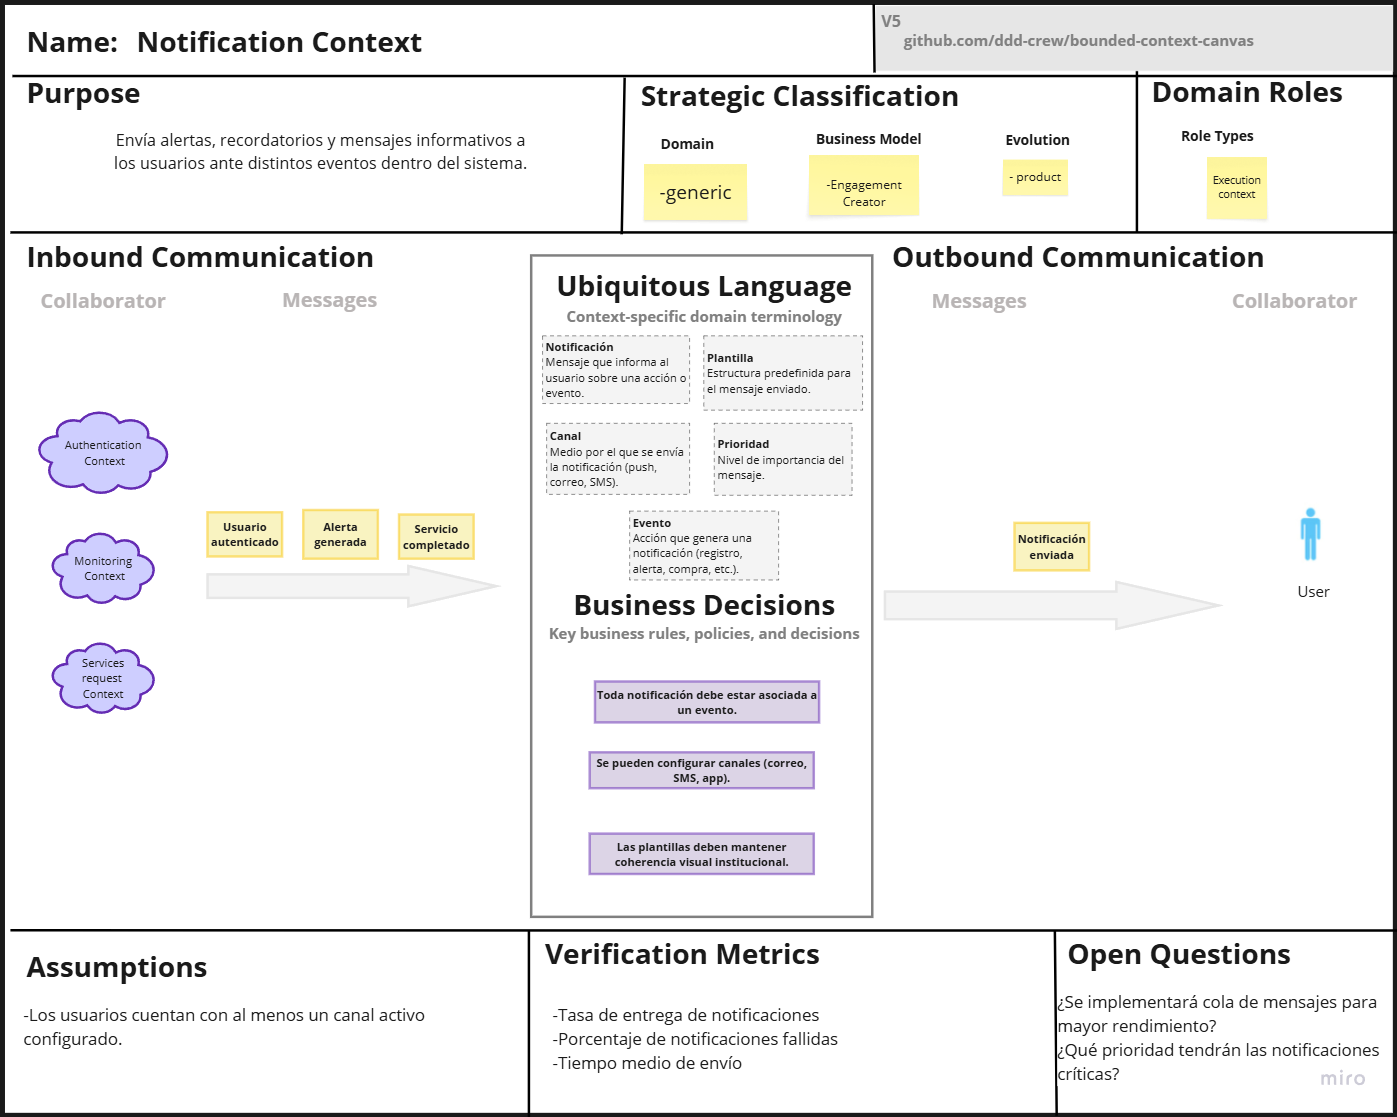 Name: Notification Context
V5
github.com/ddd-crew/bounded-context-canvas
Purpose
Envía alertas, recordatorios y mensajes informativos a
los usuarios ante distintos eventos dentro del sistema.
Strategic Classification
Domain
-generic
Business Model
-Engagement
Creator
Evolution
- product
Domain Roles
Role Types
Execution
context
Inbound Communication
Collaborator
Messages
Authentication
Context
Monitoring
Context
Services
request
Context
Usuario
autenticado
Alerta
generada
Servicio
completado
Ubiquitous Language
Context-specific domain terminology
Notificación
Mensaje que informa al
usuario sobre una acción o
evento.
Plantilla
Estructura predefinida para
el mensaje enviado.
Canal
Medio por el que se envía
la notificación (push,
correo, SMS).
Prioridad
Nivel de importancia del
mensaje.
Evento
Acción que genera una
notificación (registro,
alerta, compra, etc.).
Business Decisions
Key business rules, policies, and decisions
Toda notificación debe estar asociada a
un evento.
Se pueden configurar canales (correo,
SMS, app).
Las plantillas deben mantener
coherencia visual institucional.
Outbound Communication
Messages
Collaborator
Notificación
enviada
User
Assumptions
-Los usuarios cuentan con al menos un canal activo
configurado.
Verification Metrics
-Tasa de entrega de notificaciones
-Porcentaje de notificaciones fallidas
-Tiempo medio de envío
Open Questions
¿Se implementará cola de mensajes para
mayor rendimiento?
¿Qué prioridad tendrán las notificaciones
críticas?
miro